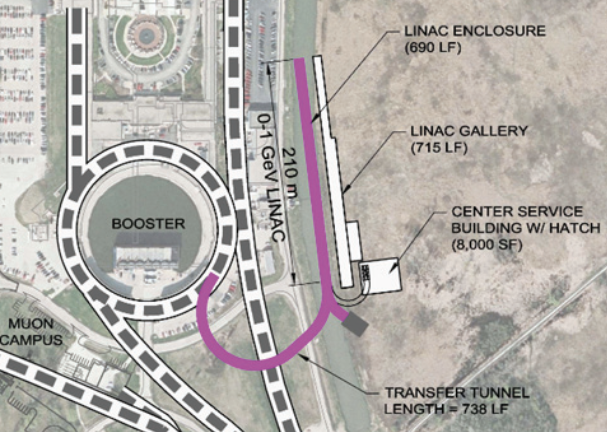 LINAC ENCLOSURE
(690 LF)
210 m
0-1 GeV LINAC
LINAC GALLERY
(715 LF)
CENTER SERVICE
BUILDING W/ HATCH
(8,000 SF)
BOOSTER
MUON
CAMPUS
TRANSFER TUNNEL
LENGTH = 738 LF